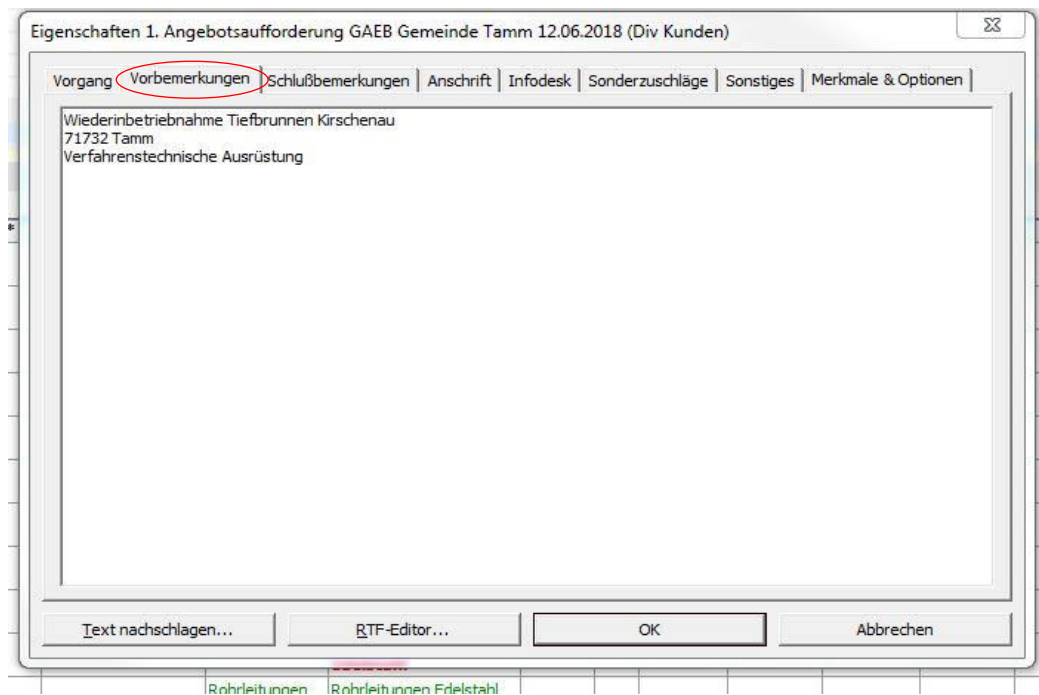 Eigenschaften 1. Angebotsaufforderung GAEB Gemeinde Tamm 12.06.2018 (Div Kunden)
Vorgang Vorbemerkungen Schlußbemerkungen Anschrift Infodesk Sonderzuschläge Sonstiges Merkmale & Optionen
Wiederinbetriebnahme Tiefbrunnen Kirschenau
71732 Tamm
Verfahrenstechnische Ausrüstung
Text nachschlagen... RTF-Editor... OK Abbrechen
Rohrleitungen Rohrleitungen Edelstahl